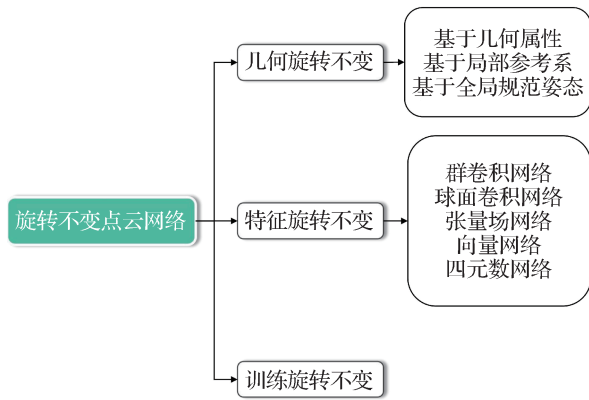 旋转不变点云网络
几何旋转不变
基于几何属性
基于局部参考系
基于全局规范姿态
特征旋转不变
群卷积网络
球面卷积网络
张量场网络
向量网络
四元数网络
训练旋转不变